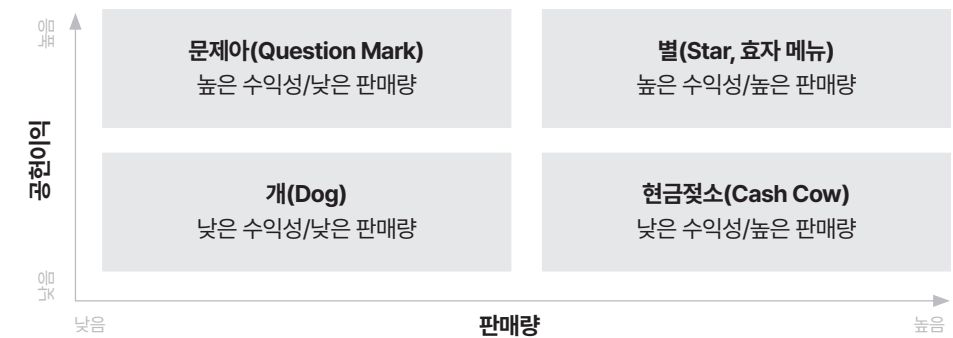 높음
문제아(Question Mark)
높은 수익성/낮은 판매량
별(Star, 효자 메뉴)
높은 수익성/높은 판매량
공헌이익
개(Dog)
낮은 수익성/낮은 판매량
현금젖소(Cash Cow)
낮은 수익성/높은 판매량
낮음
낮음
판매량
높음